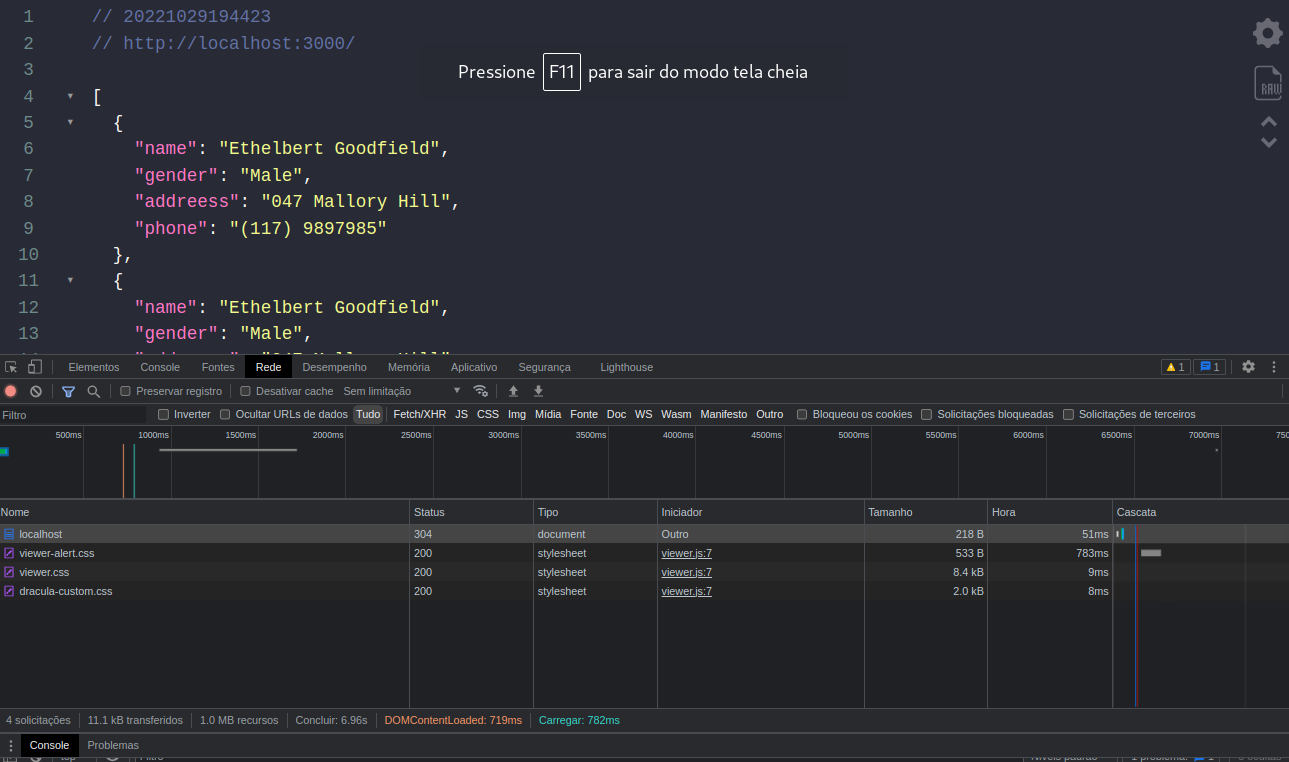 1 // 20221029194423
2 // http://localhost:3000/
3
Pressione F11 para sair do modo tela cheia
RAW
4 ▾ [
5 ▾ {
6 "name": "Ethelbert Goodfield",
7 "gender": "Male",
8 "addreess": "047 Mallory Hill",
9 "phone": "(117) 9897985"
10 },
11 ▾ {
12 "name": "Ethelbert Goodfield",
13 "gender": "Male",
Elementos Console Fontes Rede Desempenho Memória Aplicativo Segurança Lighthouse 1 1
Preservar registro Desativar cache Sem limitação ▼
Filtro Inverter Ocultar URLs de dados Tudo Fetch/XHR JS CSS Img Mídia Fonte Doc WS Wasm Manifesto Outro Bloqueou os cookies Solicitações bloqueadas Solicitações de terceiros
500ms 1000ms 1500ms 2000ms 2500ms 3000ms 3500ms 4000ms 4500ms 5000ms 5500ms 6000ms 6500ms 7000ms 750
Nome Status Tipo Iniciador Tamanho Hora Cascata
localhost 304 document Outro 218 B 51ms
viewer-alert.css 200 stylesheet viewer.js:7 533 B 783ms
viewer.css 200 stylesheet viewer.js:7 8.4 kB 9ms
dracula-custom.css 200 stylesheet viewer.js:7 2.0 kB 8ms
4 solicitações 11.1 kB transferidos 1.0 MB recursos Concluir: 6.96s DOMContentLoaded: 719ms Carregar: 782ms
Console Problemas